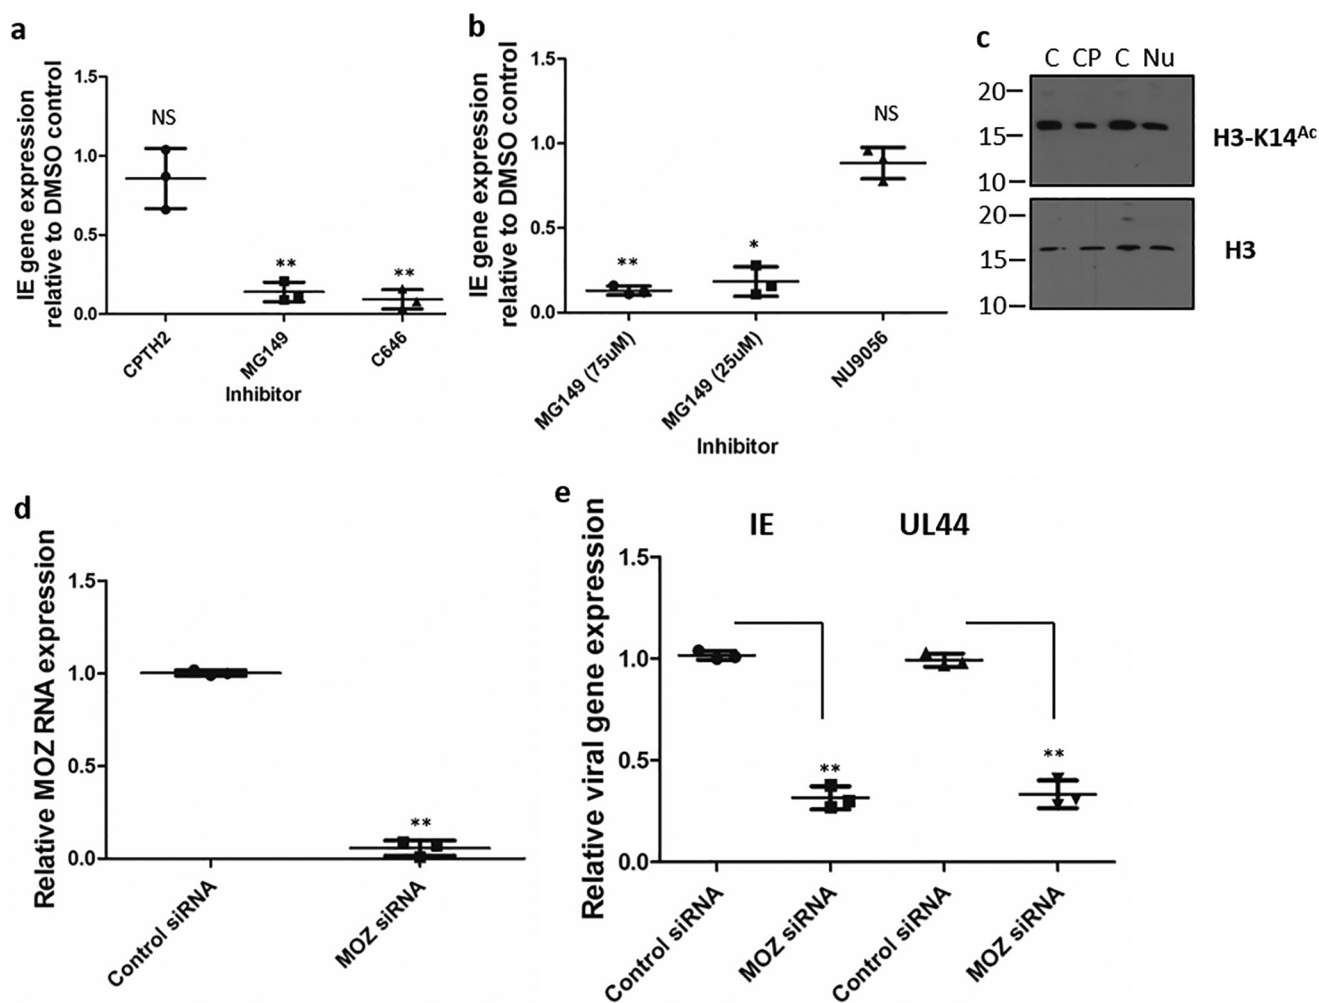 a
IE gene expression
relative to DMSO control
1.5
1.0
0.5
0.0
NS
**
**
CPTH2
MG149
C646
Inhibitor
b
IE gene expression
relative to DMSO control
1.5
1.0
0.5
0.0
**
*
NS
MG149 (75uM)
MG149 (25uM)
NU9056
Inhibitor
c
C CP C Nu
20
15
10
H3-K14Ac
20
15
10
H3
d
Relative MOZ RNA expression
1.5
1.0
0.5
0.0
**
Control siRNA
MOZ siRNA
e
IE UL44
Relative viral gene expression
1.5
1.0
0.5
0.0
**
**
Control siRNA
MOZ siRNA
Control siRNA
MOZ siRNA